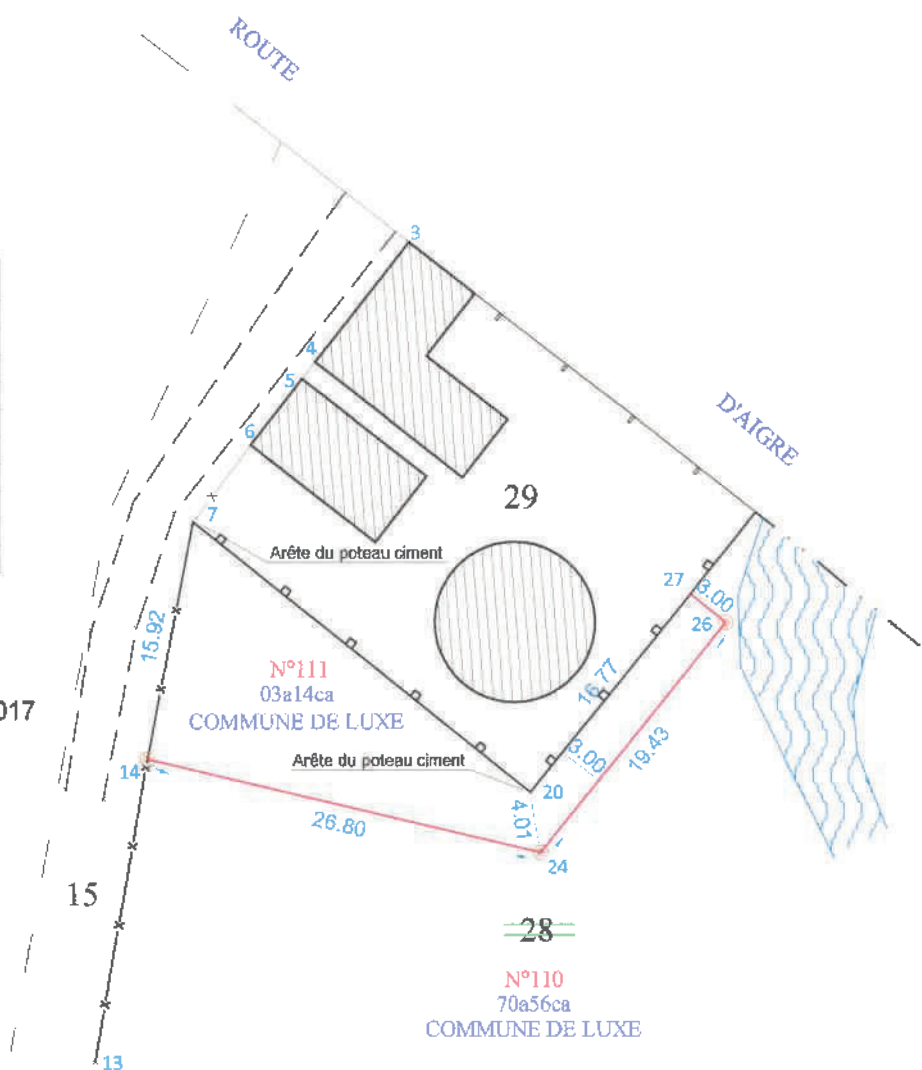 ROUTE
3
4
5
6
7
D'AIGRE
29
Arête du poteau ciment
27
3.00
26
15.92
N°111
03a14ca
COMMUNE DE LUXE
16.77
017
Arête du poteau ciment
3.00
19.43
14
20
4.01
26.80
24
15
28
N°110
70a56ca
COMMUNE DE LUXE
13